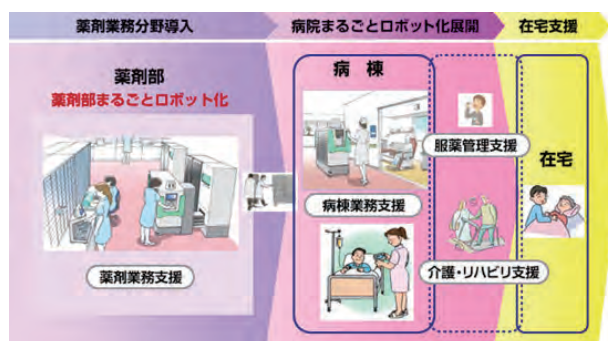 薬剤業務分野導入
病院まるごとロボット化展開
在宅支援
薬剤部
薬剤部まるごとロボット化
薬剤業務支援
病 棟
病棟業務支援
服薬管理支援
介護・リハビリ支援
在宅